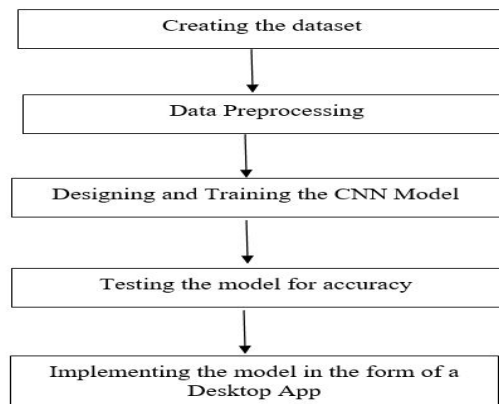 Creating the dataset
Data Preprocessing
Designing and Training the CNN Model
Testing the model for accuracy
Implementing the model in the form of a
Desktop App